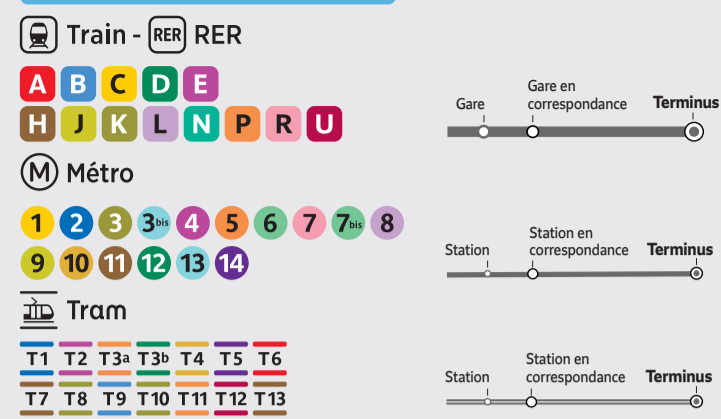 Train - RER RER
A B C D E
H J K L N P R U
M Métro
1 2 3 3bis 4 5 6 7 7bis 8
9 10 11 12 13 14
Tram
T1 T2 T3a T3b T4 T5 T6
T7 T8 T9 T10 T11 T12 T13
Gare
Gare en
correspondance
Terminus
Station
Station en
correspondance
Terminus
Station
Station en
correspondance
Terminus